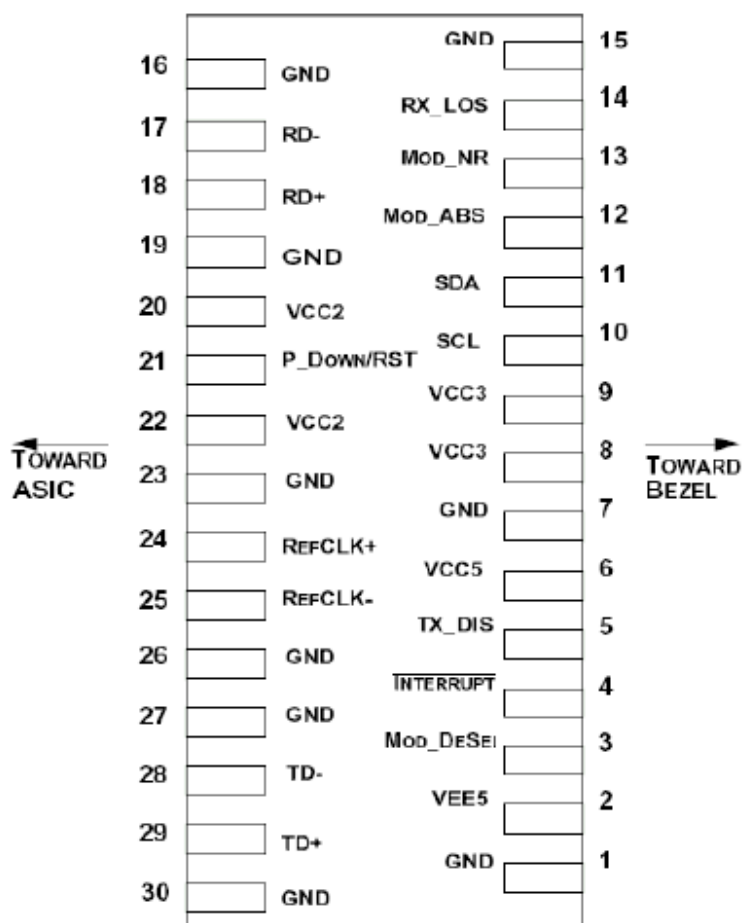 GND 15
16 GND
RX_LOS 14
17 RD-
MOD_NR 13
18 RD+
MOD_ABS 12
19 GND
SDA 11
20 VCC2
SCL 10
21 P_DOWN/RST
VCC3 9
22 VCC2
TOWARD
ASIC
VCC3 8
TOWARD
BEZEL
23 GND
GND 7
24 REFCLK+
VCC5 6
25 REFCLK-
TX_DIS 5
26 GND
INTERRUPT 4
27 GND
MOD_DESEl 3
28 TD-
VEE5 2
29 TD+
GND 1
30 GND